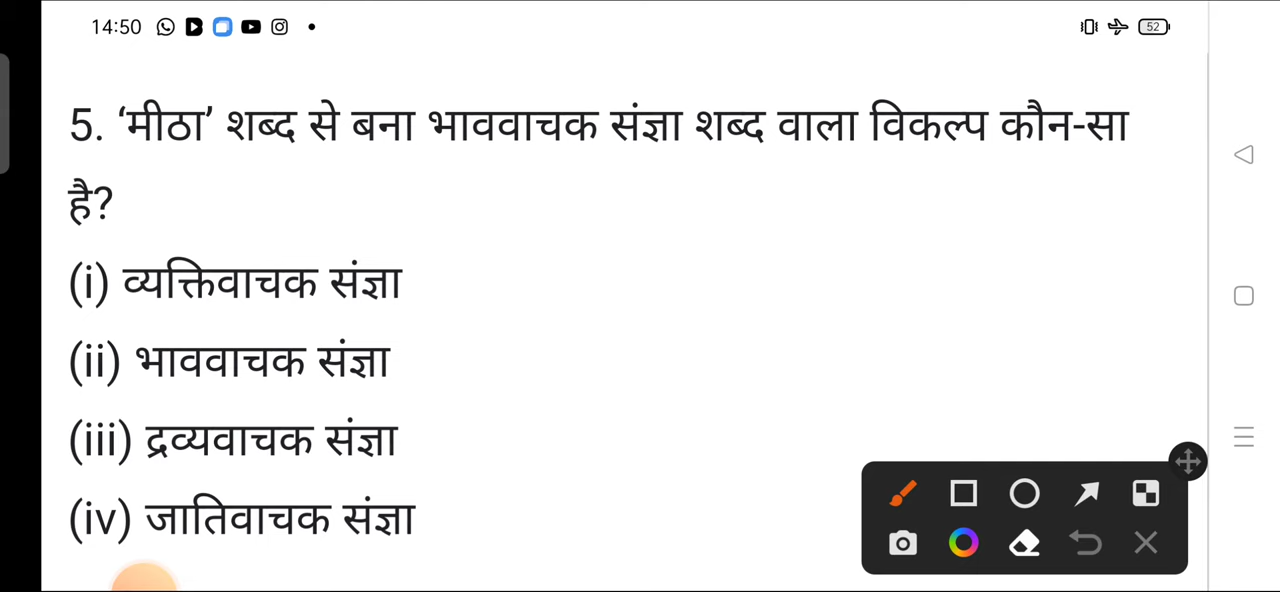 14:50
52
5. ‘मीठा’ शब्द से बना भाववाचक संज्ञा शब्द वाला विकल्प कौन-सा
है?
(i) व्यक्तिवाचक संज्ञा
(ii) भाववाचक संज्ञा
(iii) द्रव्यवाचक संज्ञा
(iv) जातिवाचक संज्ञा